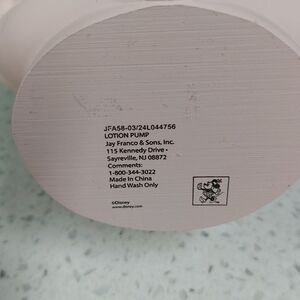 JFA58-03/24L044756
LOTION PUMP
Jay Franco & Sons, Inc.
115 Kennedy Drive •
Sayreville, NJ 08872
Comments:
1-800-344-3022
Made In China
Hand Wash Only
©Disney
www.disney.com